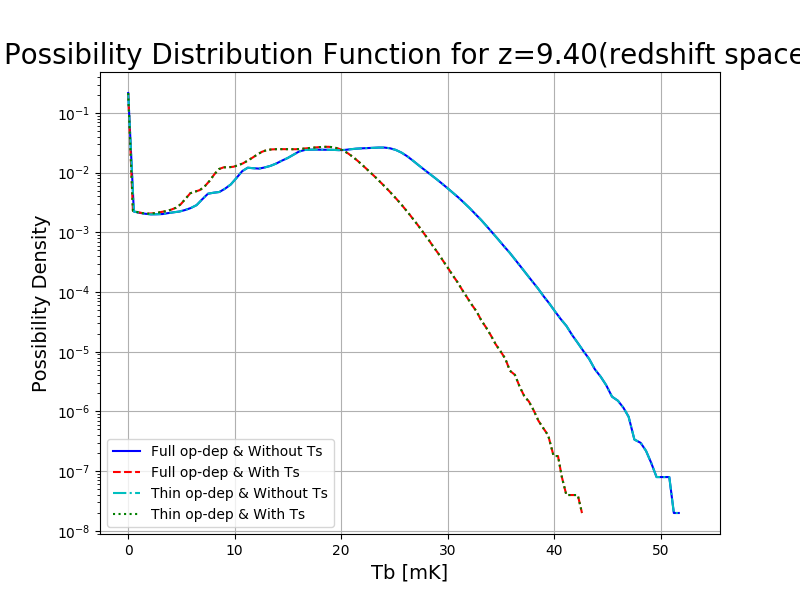 Possibility Distribution Function for z=9.40(redshift space
Possibility Density
10⁻¹
10⁻²
10⁻³
10⁻⁴
10⁻⁵
10⁻⁶
10⁻⁷
10⁻⁸
Full op-dep & Without Ts
Full op-dep & With Ts
Thin op-dep & Without Ts
Thin op-dep & With Ts
0 10 20 30 40 50
Tb [mK]